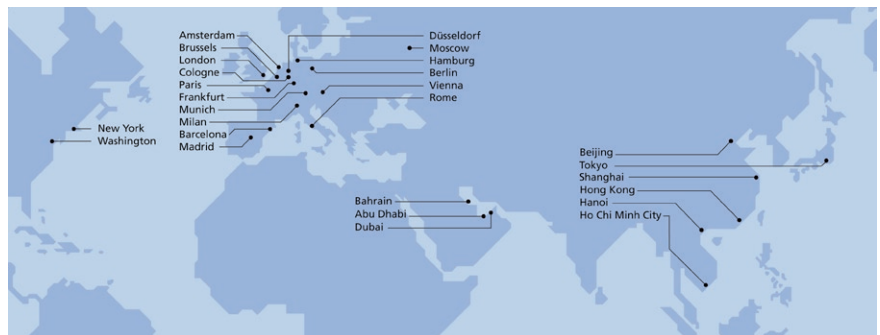 Amsterdam
Brussels
London
Cologne
Paris
Frankfurt
Munich
Milan
Barcelona
Madrid
Düsseldorf
Moscow
Hamburg
Berlin
Vienna
Rome
New York
Washington
Bahrain
Abu Dhabi
Dubai
Beijing
Tokyo
Shanghai
Hong Kong
Hanoi
Ho Chi Minh City